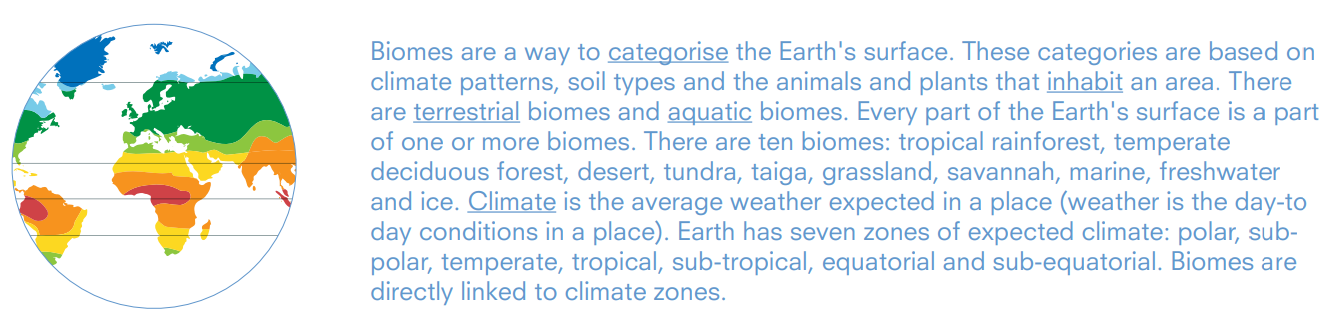 Biomes are a way to categorise the Earth's surface. These categories are based on
climate patterns, soil types and the animals and plants that inhabit an area. There
are terrestrial biomes and aquatic biomes. Every part of the Earth's surface is a part
of one or more biomes. There are ten biomes: tropical rainforest, temperate
deciduous forest, desert, tundra, taiga, grassland, savannah, marine, freshwater
and ice. Climate is the average weather expected in a place (weather is the day-to
day conditions in a place). Earth has seven zones of expected climate: polar, sub-
polar, temperate, tropical, sub-tropical, equatorial and sub-equatorial. Biomes are
directly linked to climate zones.